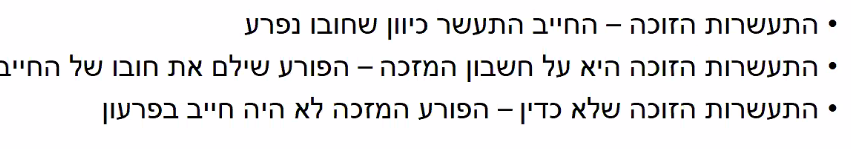 • התעשרות הזוכה – החייב התעשר כיוון שחובו נפרע
• התעשרות הזוכה היא על חשבון המזכה – הפורע שילם את חובו של החייב
• התעשרות הזוכה שלא כדין – הפורע המזכה לא היה חייב בפרעון